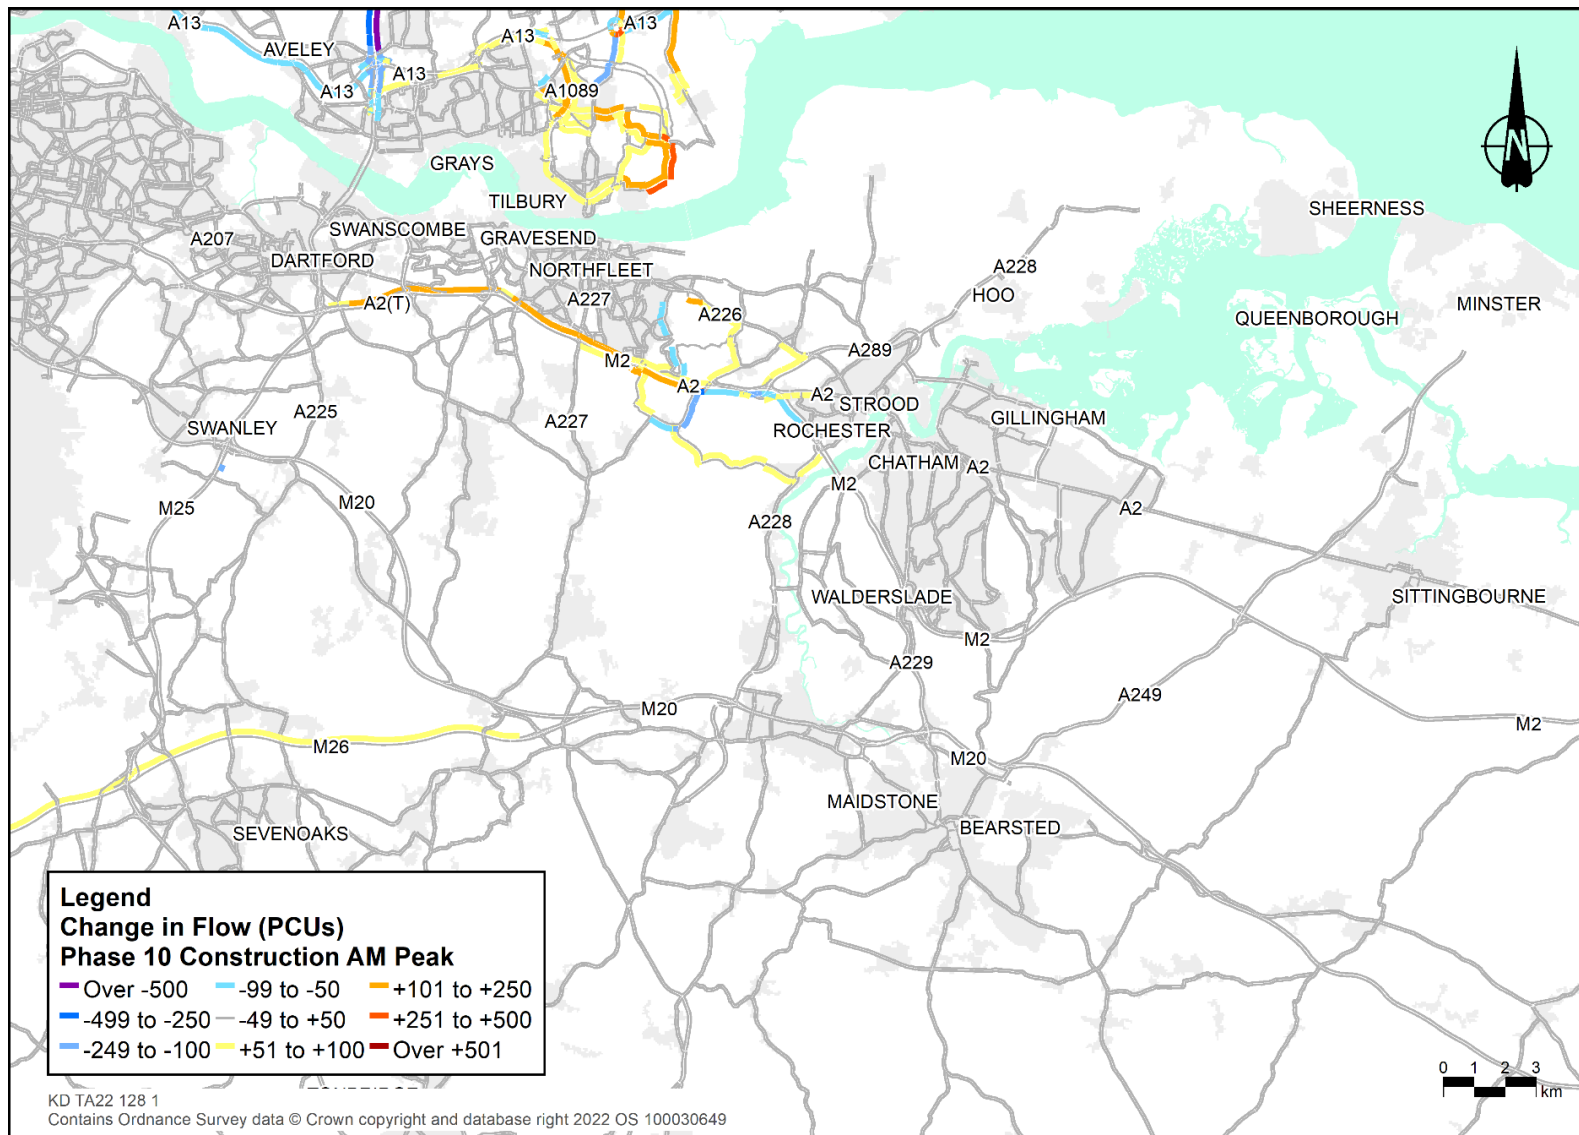 A13
A13
A13
AVELEY
A13
A13
A1089
GRAYS
TILBURY
SHEERNESS
SWANSCOMBE
A207
GRAVESEND
DARTFORD
NORTHFLEET
A228
HOO
A2(T)
A227
A226
MINSTER
QUEENBOROUGH
A289
M2
A2
A2
STROOD
A225
A227
SWANLEY
ROCHESTER
GILLINGHAM
CHATHAM
A2
M2
M20
M25
A2
A228
WALDERSLADE
SITTINGBOURNE
M2
A229
A249
M20
M2
M26
M20
MAIDSTONE
SEVENOAKS
BEARSTED
N
Legend
Change in Flow (PCUs)
Phase 10 Construction AM Peak
Over -500 -99 to -50 +101 to +250
-499 to -250 -49 to +50 +251 to +500
-249 to -100 +51 to +100 Over +501
0 1 2 3
km
KD TA22 128 1
Contains Ordnance Survey data © Crown copyright and database right 2022 OS 100030649